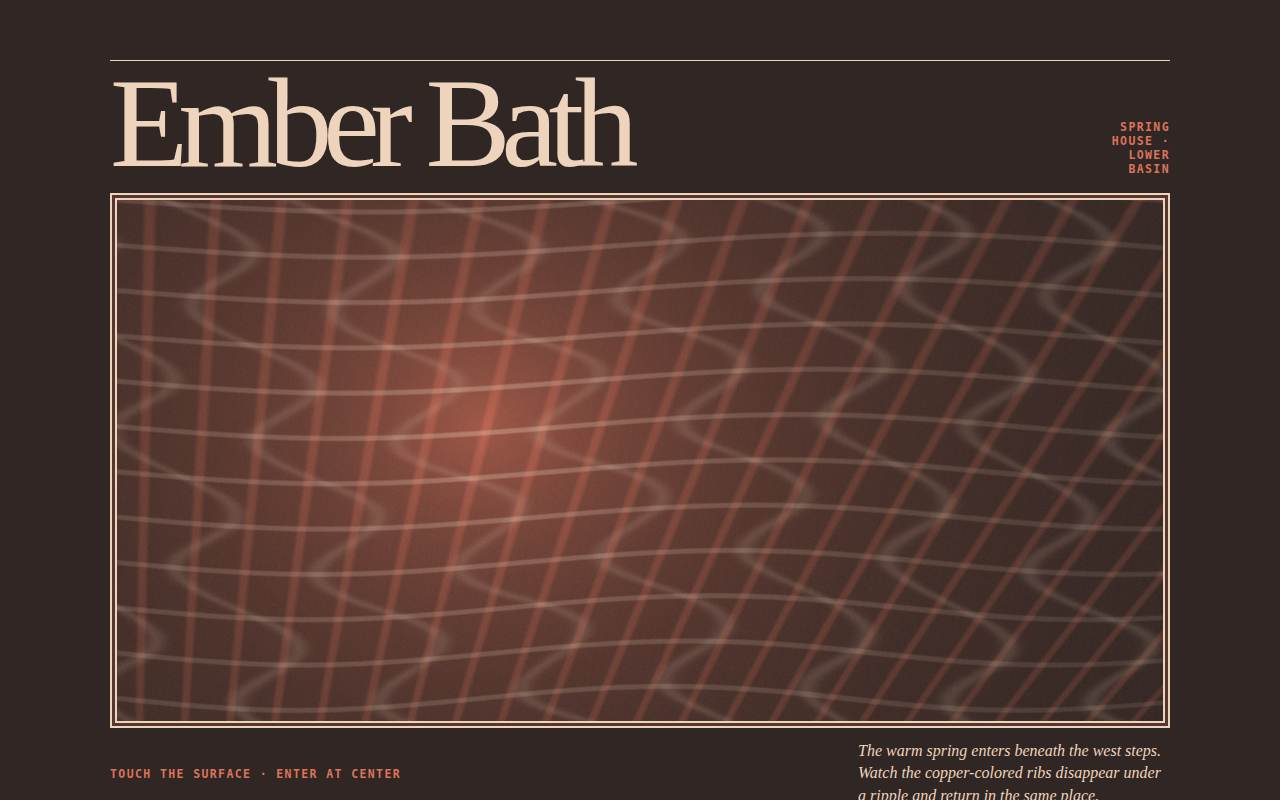 Ember Bath
SPRING
HOUSE ·
LOWER
BASIN
TOUCH THE SURFACE · ENTER AT CENTER
The warm spring enters beneath the west steps.
Watch the copper-colored ribs disappear under
a ripple and return in the same place.